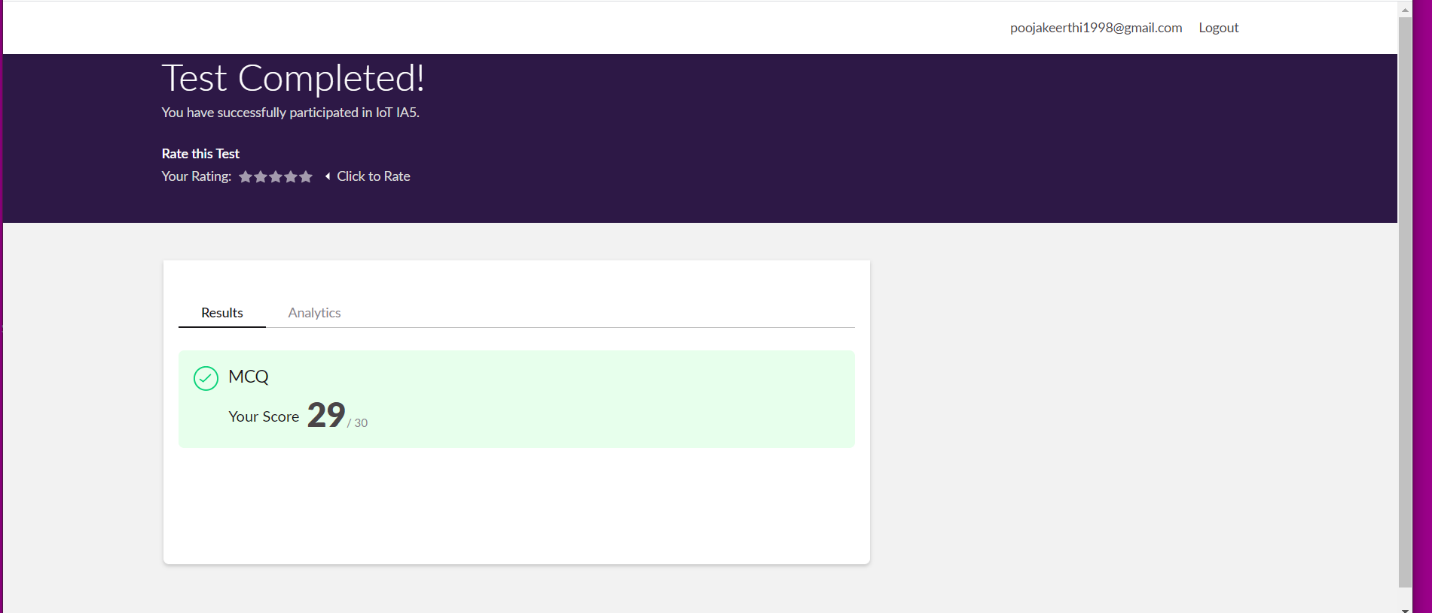 poojakeerthi1998@gmail.com Logout
Test Completed!
You have successfully participated in IoT IA5.
Rate this Test
Your Rating: Click to Rate
Results Analytics
MCQ
Your Score 29 / 30